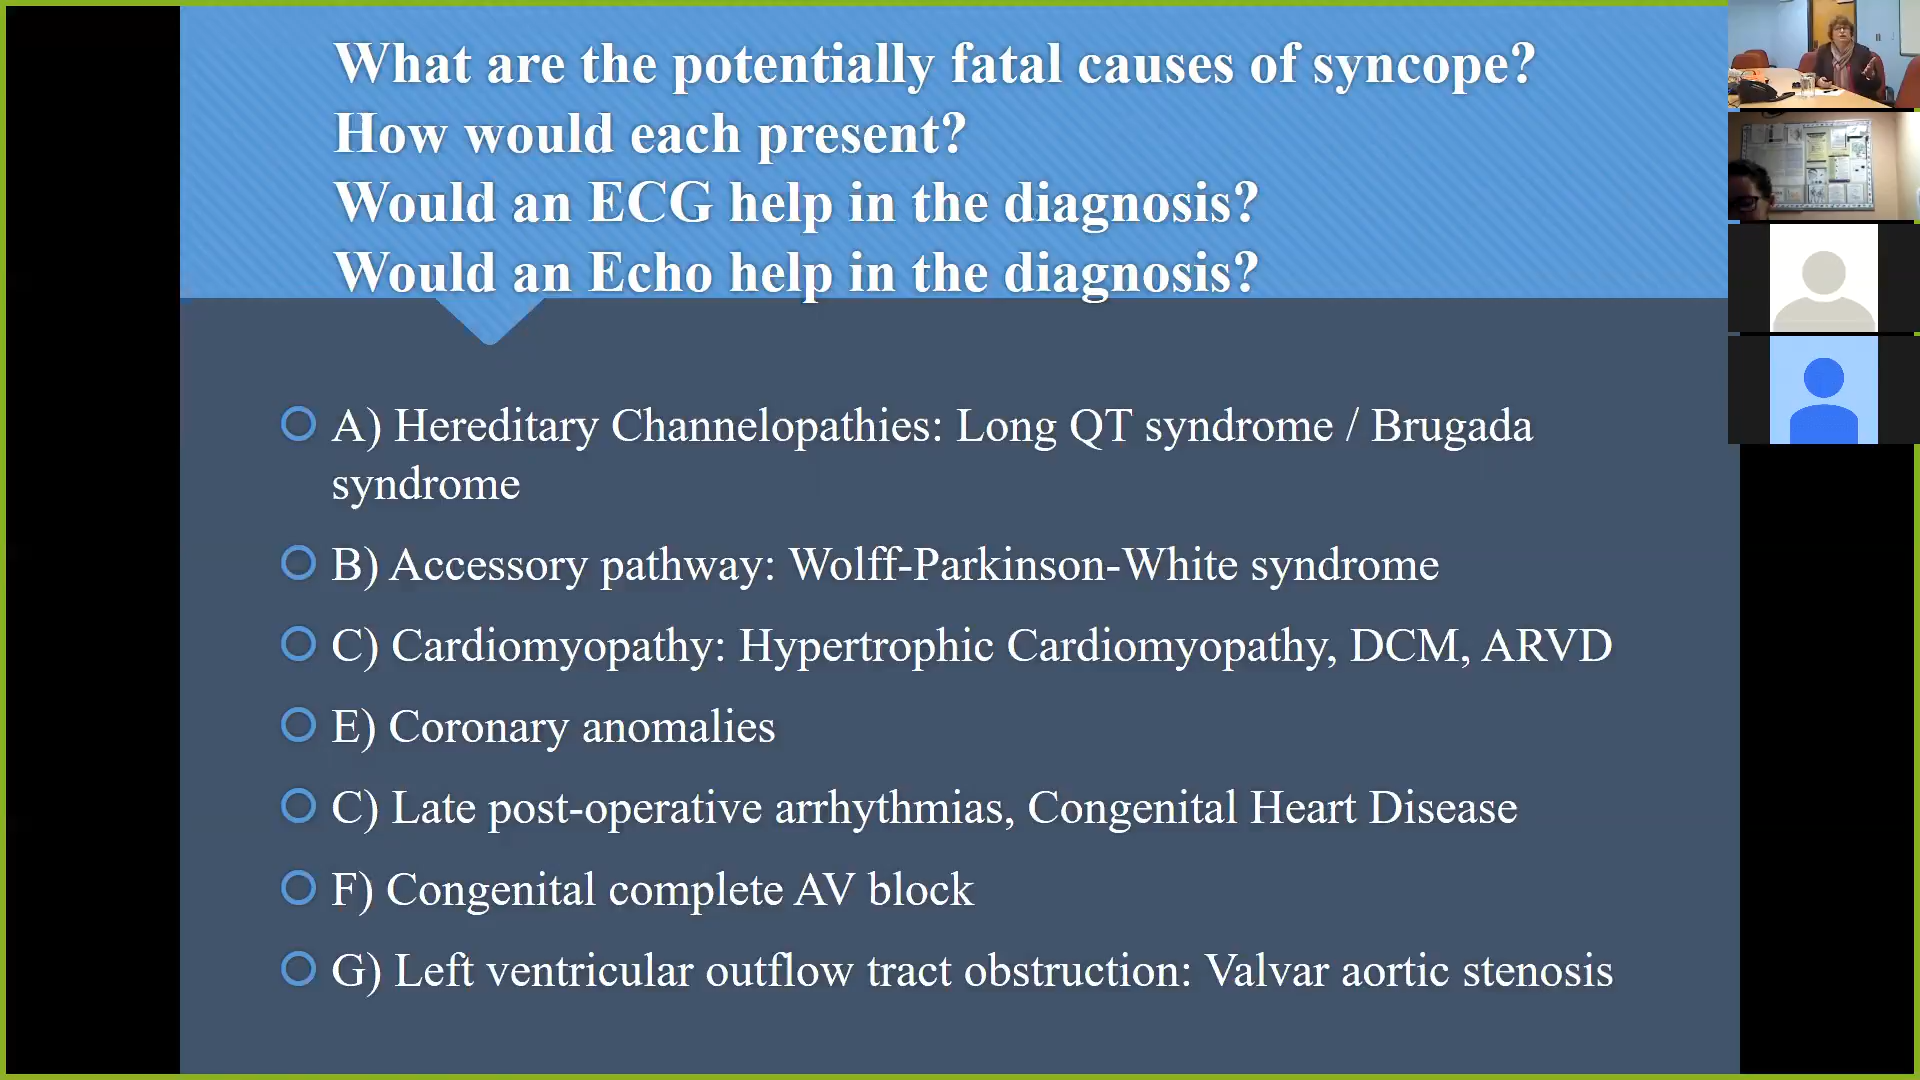 What are the potentially fatal causes of syncope?
How would each present?
Would an ECG help in the diagnosis?
Would an Echo help in the diagnosis?
A) Hereditary Channelopathies: Long QT syndrome / Brugada
syndrome
B) Accessory pathway: Wolff-Parkinson-White syndrome
C) Cardiomyopathy: Hypertrophic Cardiomyopathy, DCM, ARVD
E) Coronary anomalies
C) Late post-operative arrhythmias, Congenital Heart Disease
F) Congenital complete AV block
G) Left ventricular outflow tract obstruction: Valvar aortic stenosis